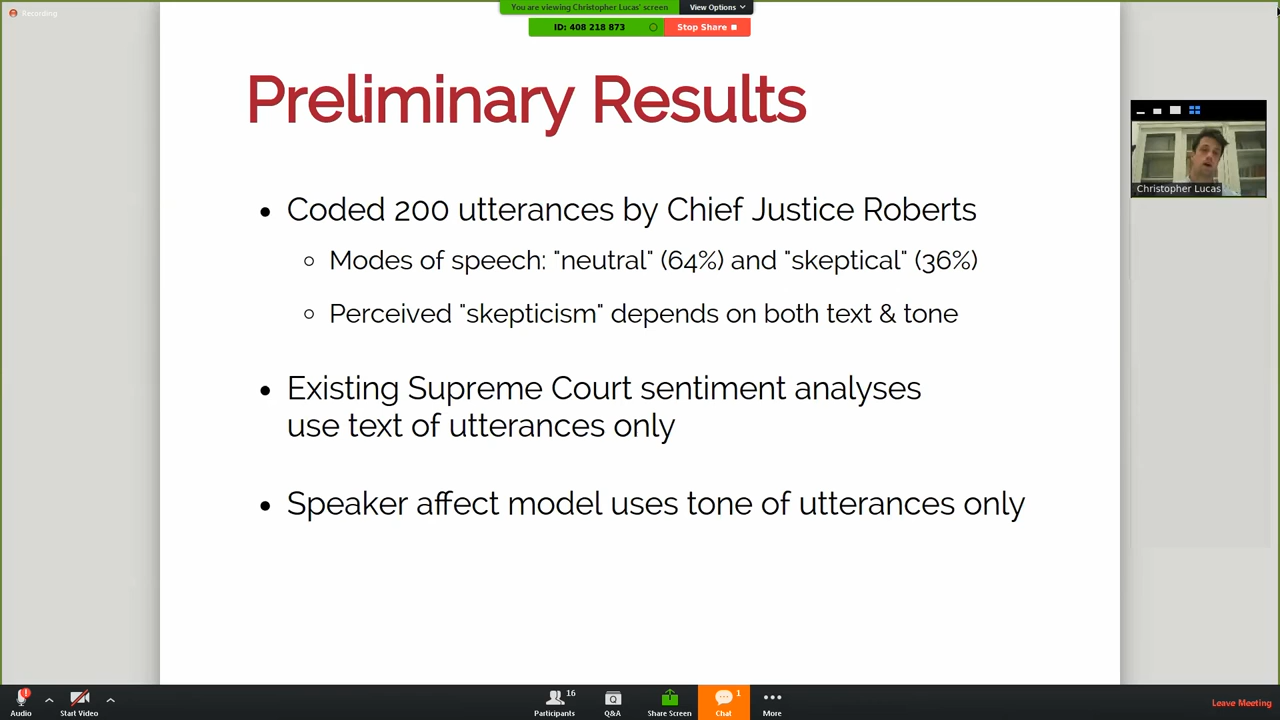 Recording
You are viewing Christopher Lucas' screen
View Options
ID: 408 218 873
Stop Share
Preliminary Results
Christopher Lucas
• Coded 200 utterances by Chief Justice Roberts
○ Modes of speech: "neutral" (64%) and "skeptical" (36%)
○ Perceived "skepticism" depends on both text & tone
• Existing Supreme Court sentiment analyses
use text of utterances only
• Speaker affect model uses tone of utterances only
Audio
Start Video
16
Participants
Q&A
Share Screen
1
Chat
More
Leave Meeting